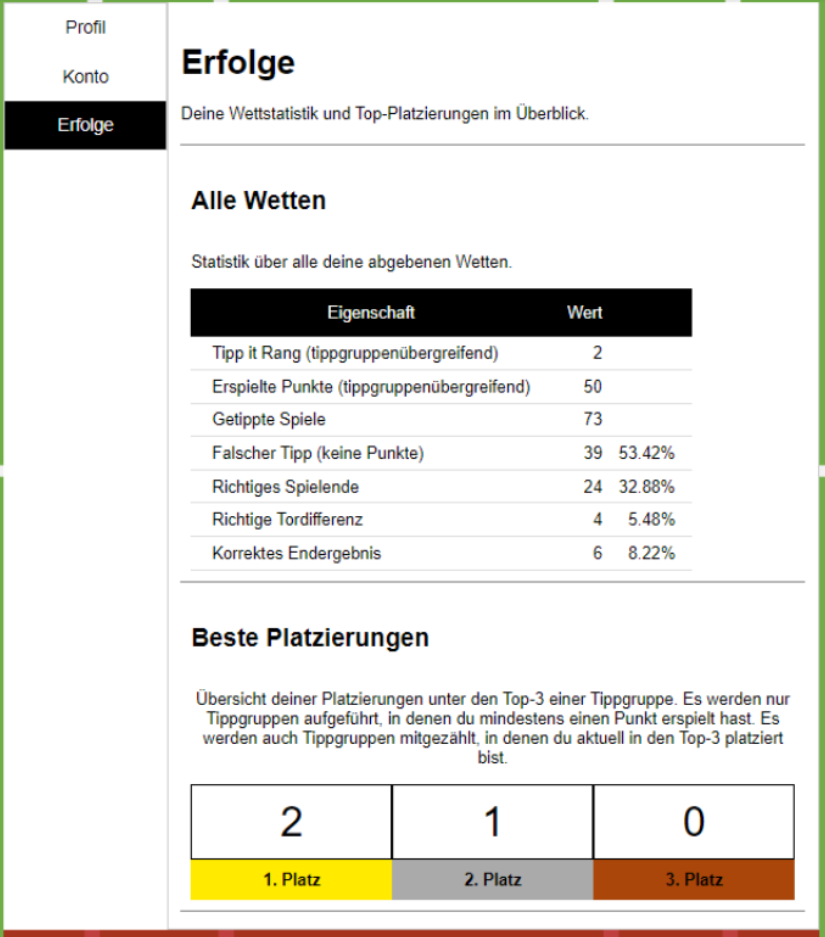 Profil
Konto
Erfolge
Erfolge
Deine Wettstatistik und Top-Platzierungen im Überblick.
Alle Wetten
Statistik über alle deine abgebenen Wetten.
Eigenschaft Wert
Tipp it Rang (tippgruppenübergreifend) 2
Erspielte Punkte (tippgruppenübergreifend) 50
Getippte Spiele 73
Falscher Tipp (keine Punkte) 39 53.42%
Richtiges Spielende 24 32.88%
Richtige Tordifferenz 4 5.48%
Korrektes Endergebnis 6 8.22%
Beste Platzierungen
Übersicht deiner Platzierungen unter den Top-3 einer Tippgruppe. Es werden nur
Tippgruppen aufgeführt, in denen du mindestens einen Punkt erspielt hast. Es
werden auch Tippgruppen mitgezählt, in denen du aktuell in den Top-3 platziert
bist.
2 1 0
1. Platz 2. Platz 3. Platz